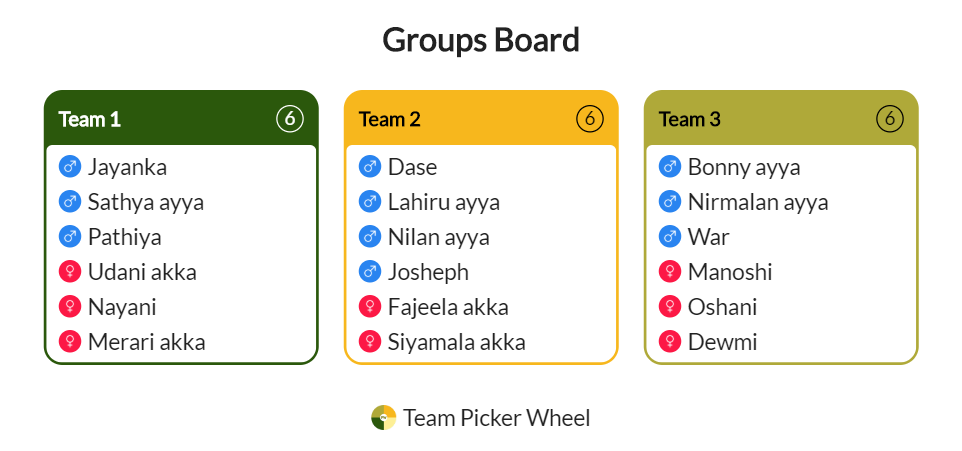 Groups Board
Team 1 6
Jayanka
Sathya ayya
Pathiya
Udani akka
Nayani
Merari akka
Team 2 6
Dase
Lahiru ayya
Nilan ayya
Josheph
Fajeela akka
Siyamala akka
Team 3 6
Bonny ayya
Nirmalan ayya
War
Manoshi
Oshani
Dewmi
Team Picker Wheel